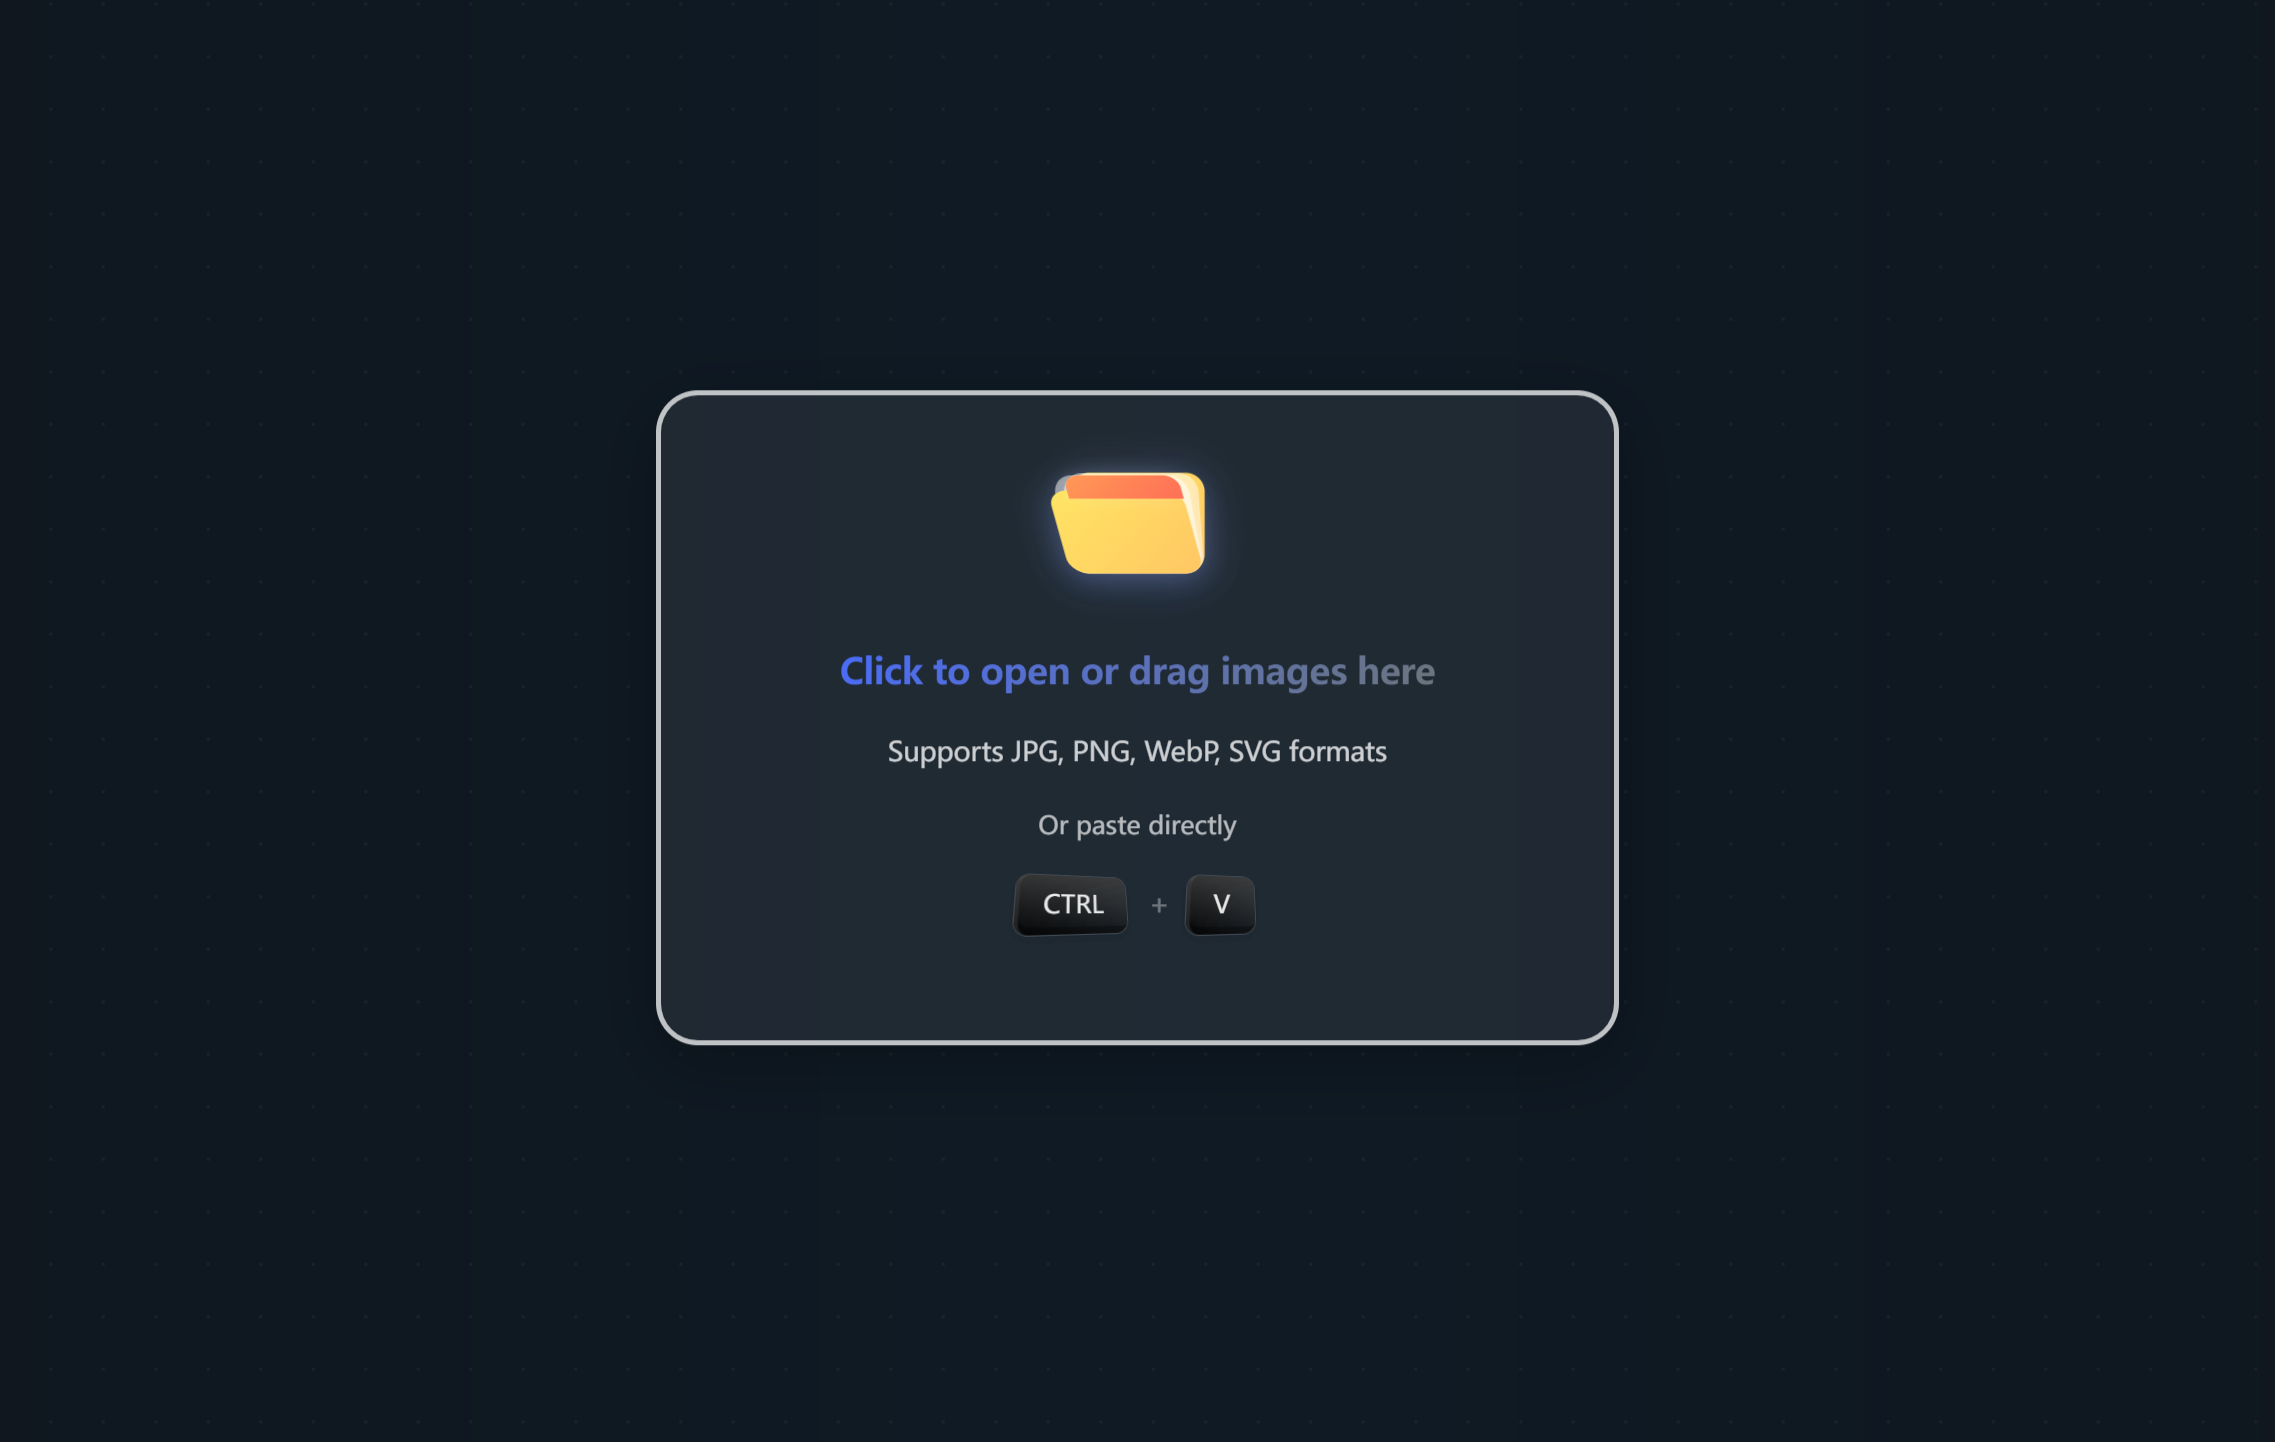 Click to open or drag images here
Supports JPG, PNG, WebP, SVG formats
Or paste directly
CTRL + V